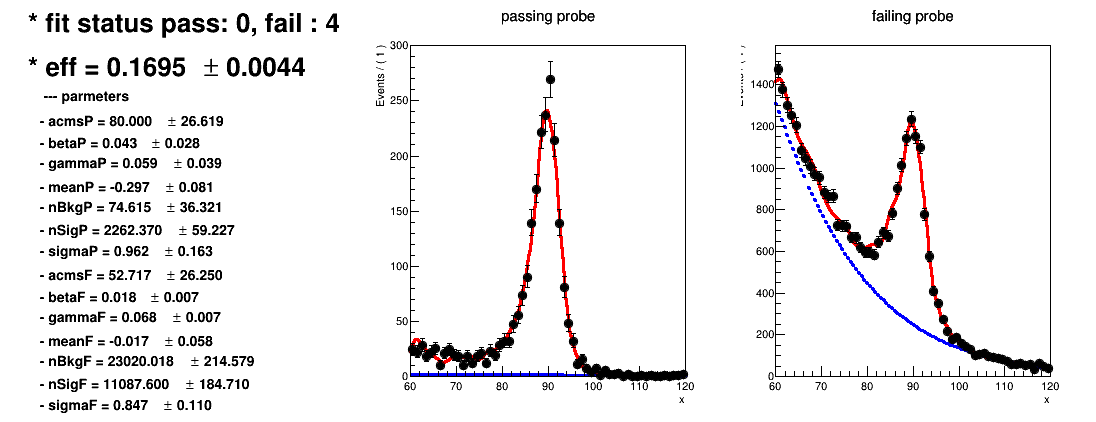 * fit status pass: 0, fail : 4
* eff = 0.1695 ± 0.0044
--- parmeters
- acmsP = 80.000 ± 26.619
- betaP = 0.043 ± 0.028
- gammaP = 0.059 ± 0.039
- meanP = -0.297 ± 0.081
- nBkgP = 74.615 ± 36.321
- nSigP = 2262.370 ± 59.227
- sigmaP = 0.962 ± 0.163
- acmsF = 52.717 ± 26.250
- betaF = 0.018 ± 0.007
- gammaF = 0.068 ± 0.007
- meanF = -0.017 ± 0.058
- nBkgF = 23020.018 ± 214.579
- nSigF = 11087.600 ± 184.710
- sigmaF = 0.847 ± 0.110
passing probe
Events / ( 1 )
300
250
200
150
100
50
0
60 70 80 90 100 110 120
x
failing probe
Events / ( 1 )
1400
1200
1000
800
600
400
200
0
60 70 80 90 100 110 120
x